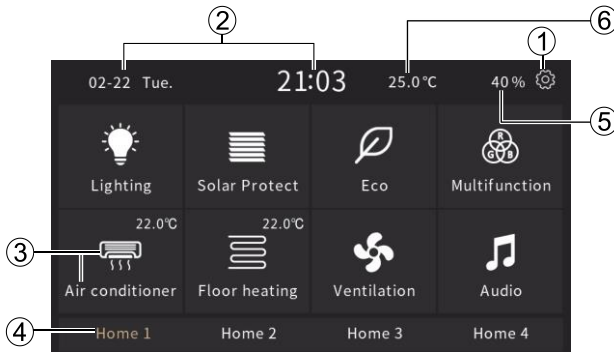 ② ⑥
①
02-22 Tue. 21:03 25.0℃ 40%
⑤
R
G B
Lighting Solar Protect Eco Multifunction
22.0℃ 22.0℃
③
Air conditioner Floor heating Ventilation Audio
④ Home 1 Home 2 Home 3 Home 4